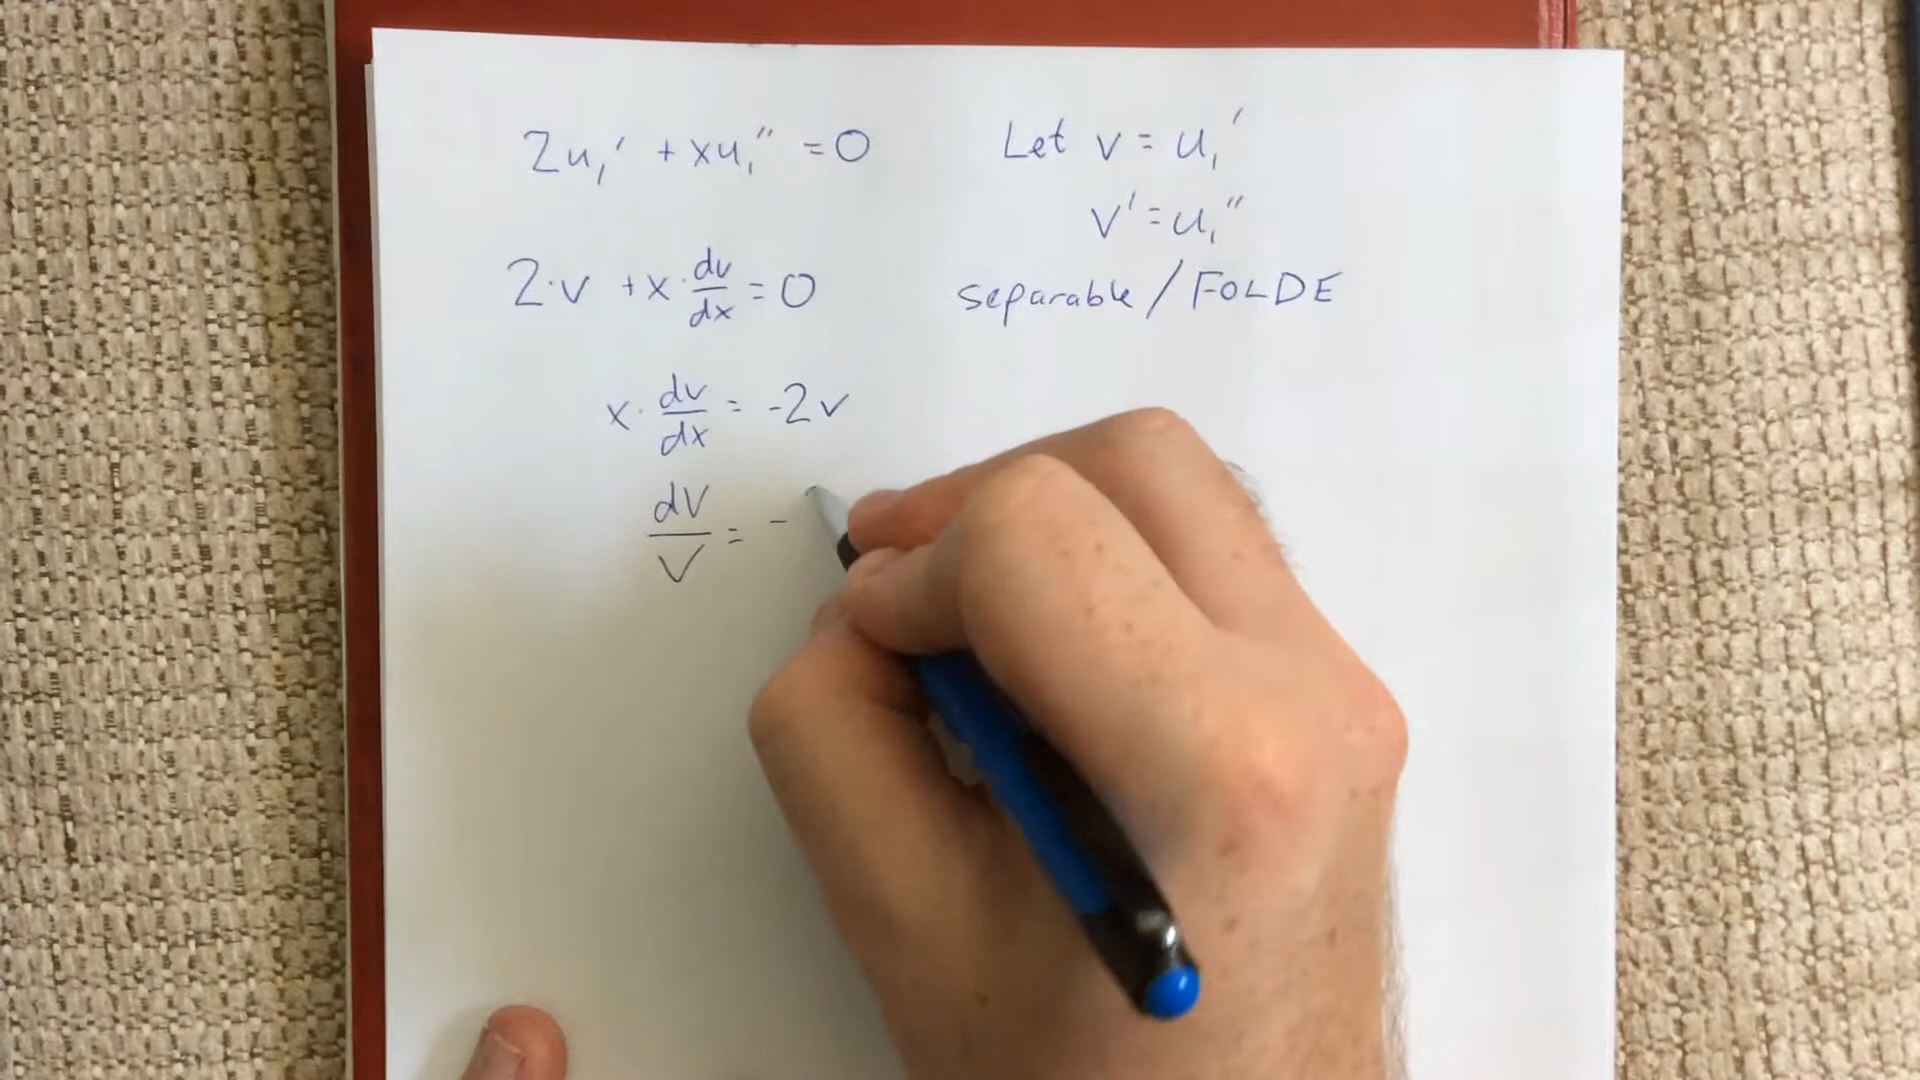 2u₁' + xu₁'' = 0
Let v = u₁'
v' = u₁''
2·v + x·dv/dx = 0
separable / FOLDE
x·dv/dx = -2v
dv/v = -